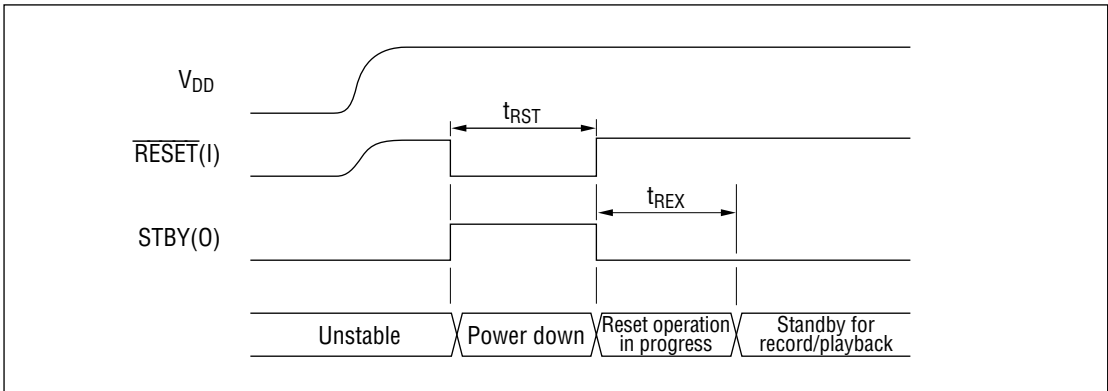 VDD
tRST
RESET(I)
tREX
STBY(O)
Unstable
Power down
Reset operation
in progress
Standby for
record/playback